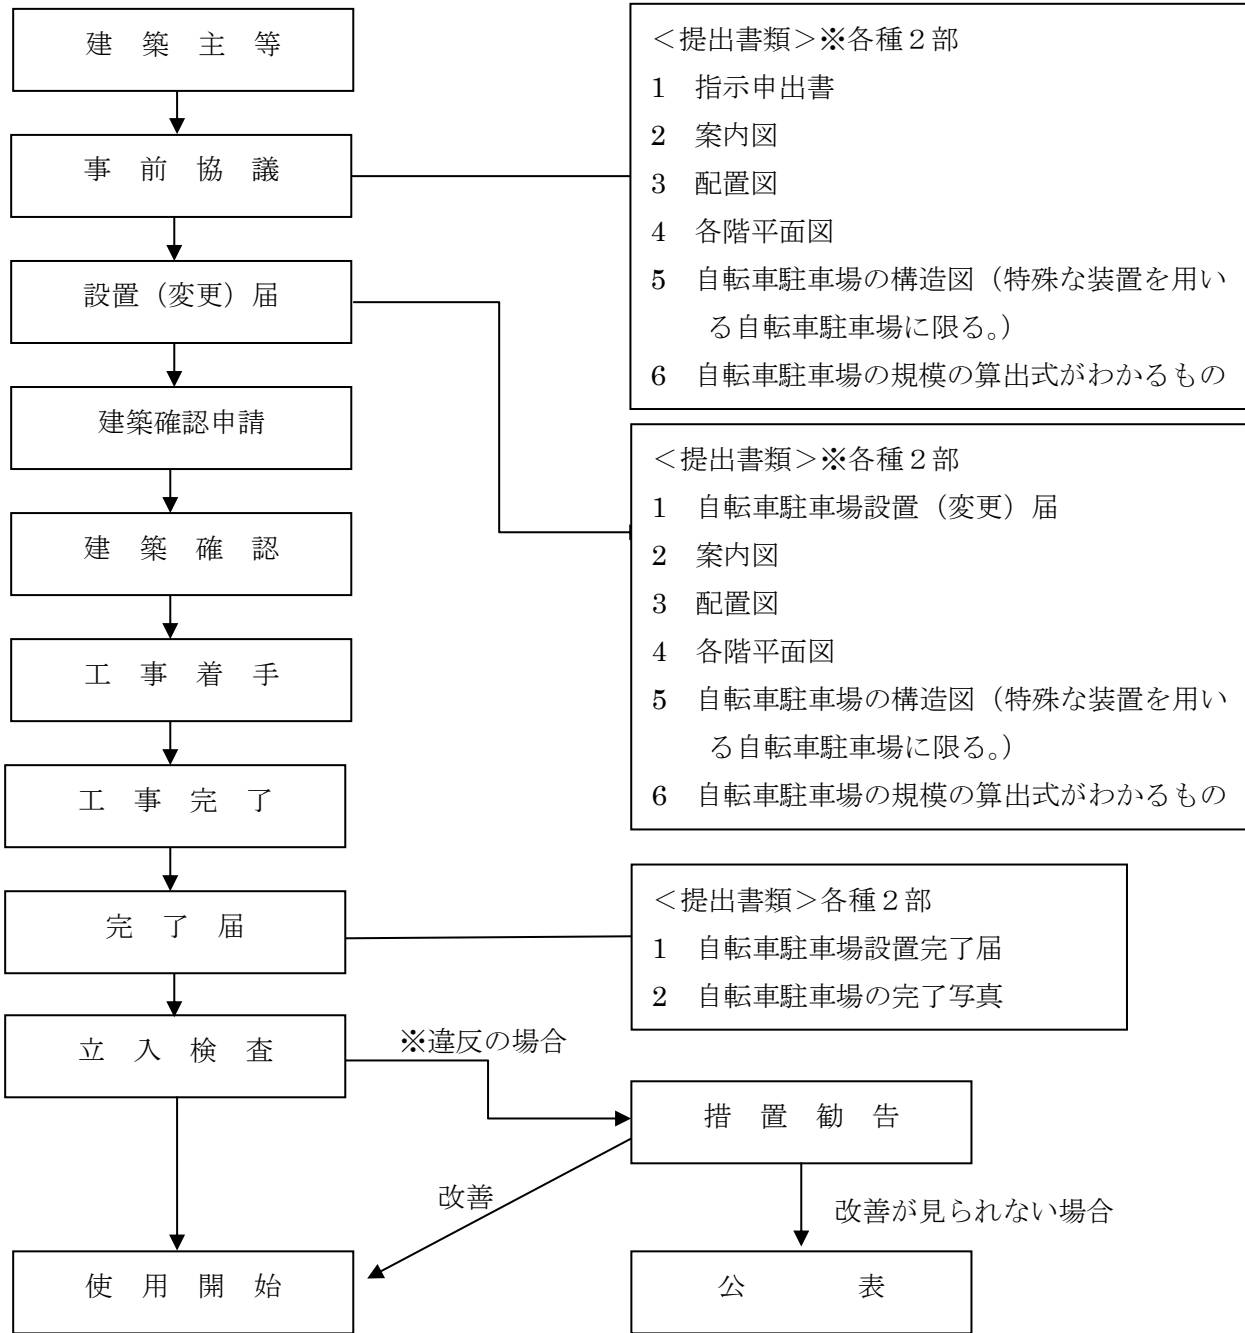 建　築　主　等
事　前　協　議
設置（変更）届
建築確認申請
建　築　確　認
工　事　着　手
工　事　完　了
完　了　届
立　入　検　査
使　用　開　始
＜提出書類＞※各種２部
1　指示申出書
2　案内図
3　配置図
4　各階平面図
5　自転車駐車場の構造図（特殊な装置を用い
る自転車駐車場に限る。）
6　自転車駐車場の規模の算出式がわかるもの
＜提出書類＞※各種２部
1　自転車駐車場設置（変更）届
2　案内図
3　配置図
4　各階平面図
5　自転車駐車場の構造図（特殊な装置を用い
る自転車駐車場に限る。）
6　自転車駐車場の規模の算出式がわかるもの
＜提出書類＞各種２部
1　自転車駐車場設置完了届
2　自転車駐車場の完了写真
※違反の場合
措　置　勧　告
改善
改善が見られない場合
公　　　　表